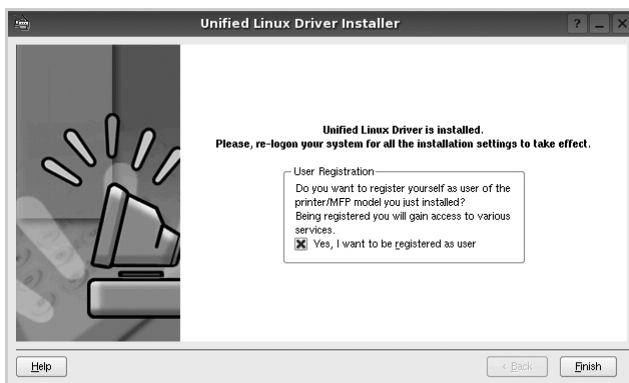 Unified Linux Driver Installer
? _ X
Unified Linux Driver is installed.
Please, re-logon your system for all the installation settings to take effect.
User Registration
Do you want to register yourself as user of the
printer/MFP model you just installed?
Being registered you will gain access to various
services.
Yes, I want to be registered as user
Help
< Back
Finish